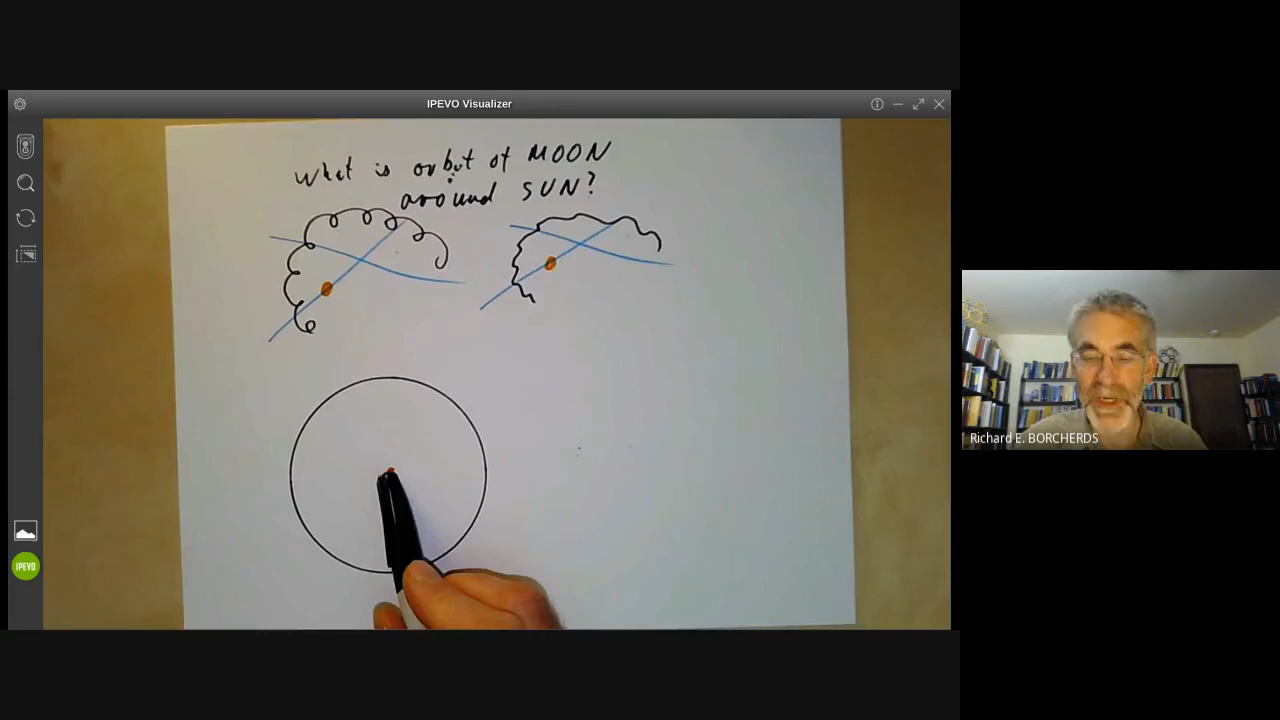 IPEVO Visualizer
What is orbit of MOON
around SUN?
Richard E. BORCHERDS
IPEVO